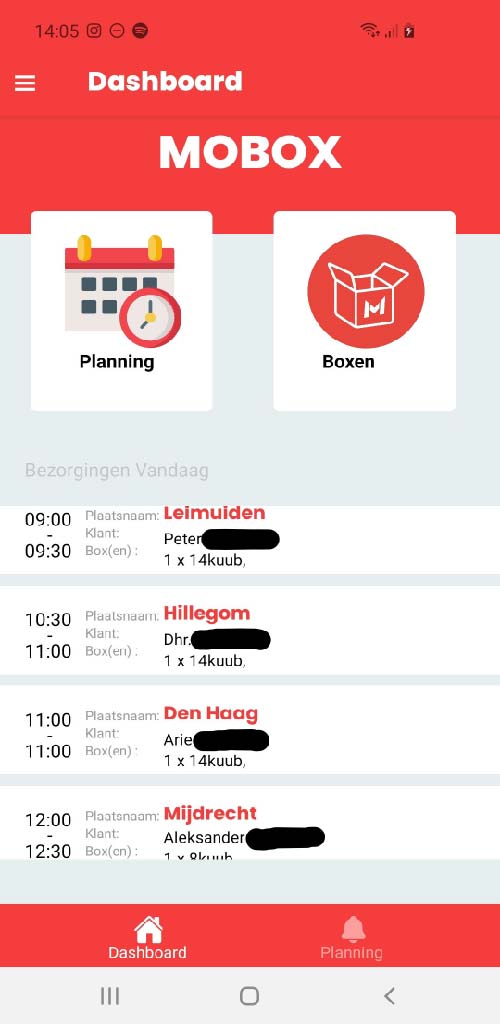 14:05
Dashboard
MOBOX
Planning
Boxen
Bezorgingen Vandaag
09:00
-
09:30
Plaatsnaam: Leimuiden
Klant: Peter
Box(en) : 1 x 14kuub,
10:30
-
11:00
Plaatsnaam: Hillegom
Klant: Dhr.
Box(en) : 1 x 14kuub,
11:00
-
11:00
Plaatsnaam: Den Haag
Klant: Arie
Box(en) : 1 x 14kuub,
12:00
-
12:30
Plaatsnaam: Mijdrecht
Klant: Aleksander
Box(en) : 1 x 8kuub
Dashboard
Planning